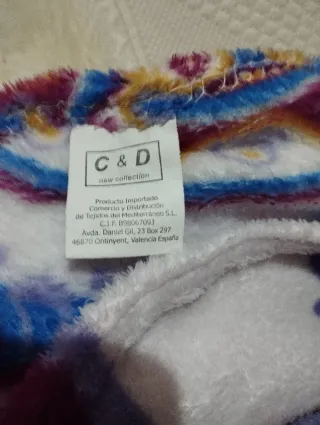 C & D
new collection
Producto Importado
Comercio y Distribución
de Tejidos del Mediterráneo S.L.
C.I.F. B98067093
Avda. Daniel Gil, 23 Box 297
46870 Ontinyent, Valencia España